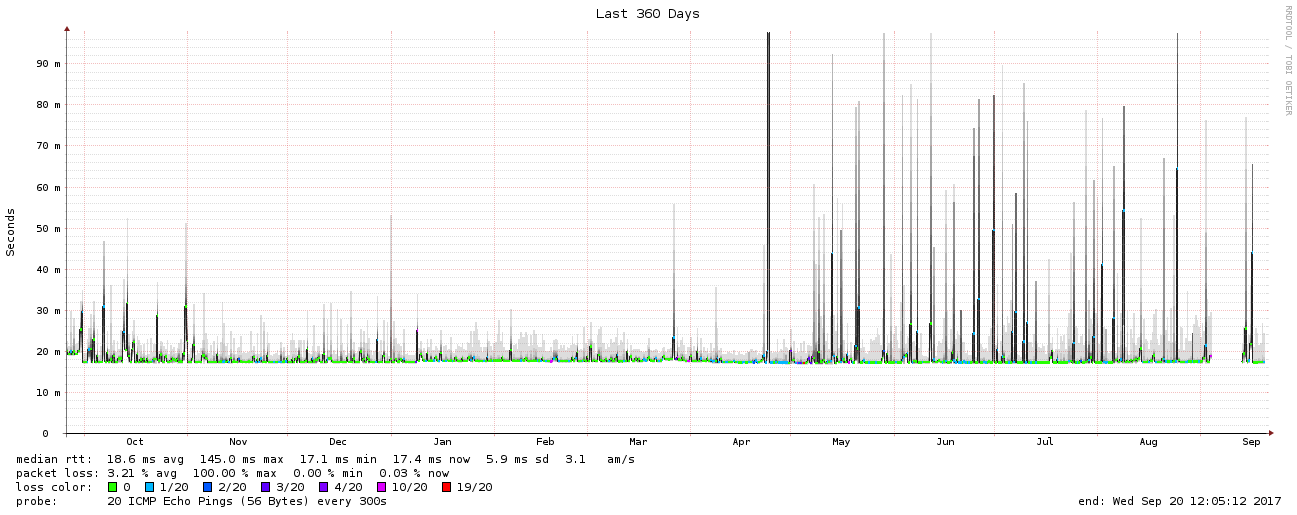 Last 360 Days
RRDTOOL / TOBI OETIKER
Seconds
90 m
80 m
70 m
60 m
50 m
40 m
30 m
20 m
10 m
0
Oct Nov Dec Jan Feb Mar Apr May Jun Jul Aug Sep
median rtt: 18.6 ms avg 145.0 ms max 17.1 ms min 17.4 ms now 5.9 ms sd 3.1 am/s
packet loss: 3.21 % avg 100.00 % max 0.00 % min 0.03 % now
loss color: 0 1/20 2/20 3/20 4/20 10/20 19/20
probe: 20 ICMP Echo Pings (56 Bytes) every 300s end: Wed Sep 20 12:05:12 2017